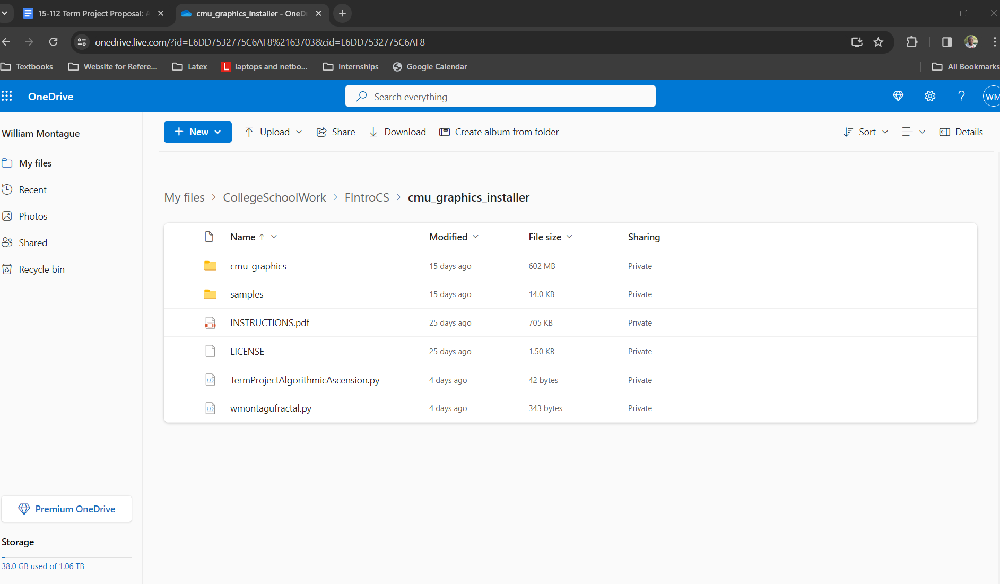 15-112 Term Project Proposal: A
cmu_graphics_installer - OneD
onedrive.live.com/?id=E6DD7532775C6AF8%2163703&cid=E6DD7532775C6AF8
Textbooks
Website for Refere...
Latex
L
laptops and netbo...
Internships
Google Calendar
All Bookmarks
OneDrive
Search everything
?
WM
William Montague
My files
Recent
Photos
Shared
Recycle bin
Premium OneDrive
Storage
38.0 GB used of 1.06 TB
+ New
Upload
Share
Download
Create album from folder
Sort
Details
My files > CollegeSchoolWork > FIntroCS > cmu_graphics_installer
Name Modified File size Sharing
cmu_graphics 15 days ago 602 MB Private
samples 15 days ago 14.0 KB Private
INSTRUCTIONS.pdf 25 days ago 705 KB Private
LICENSE 25 days ago 1.50 KB Private
TermProjectAlgorithmicAscension.py 4 days ago 42 bytes Private
wmontagufractal.py 4 days ago 343 bytes Private